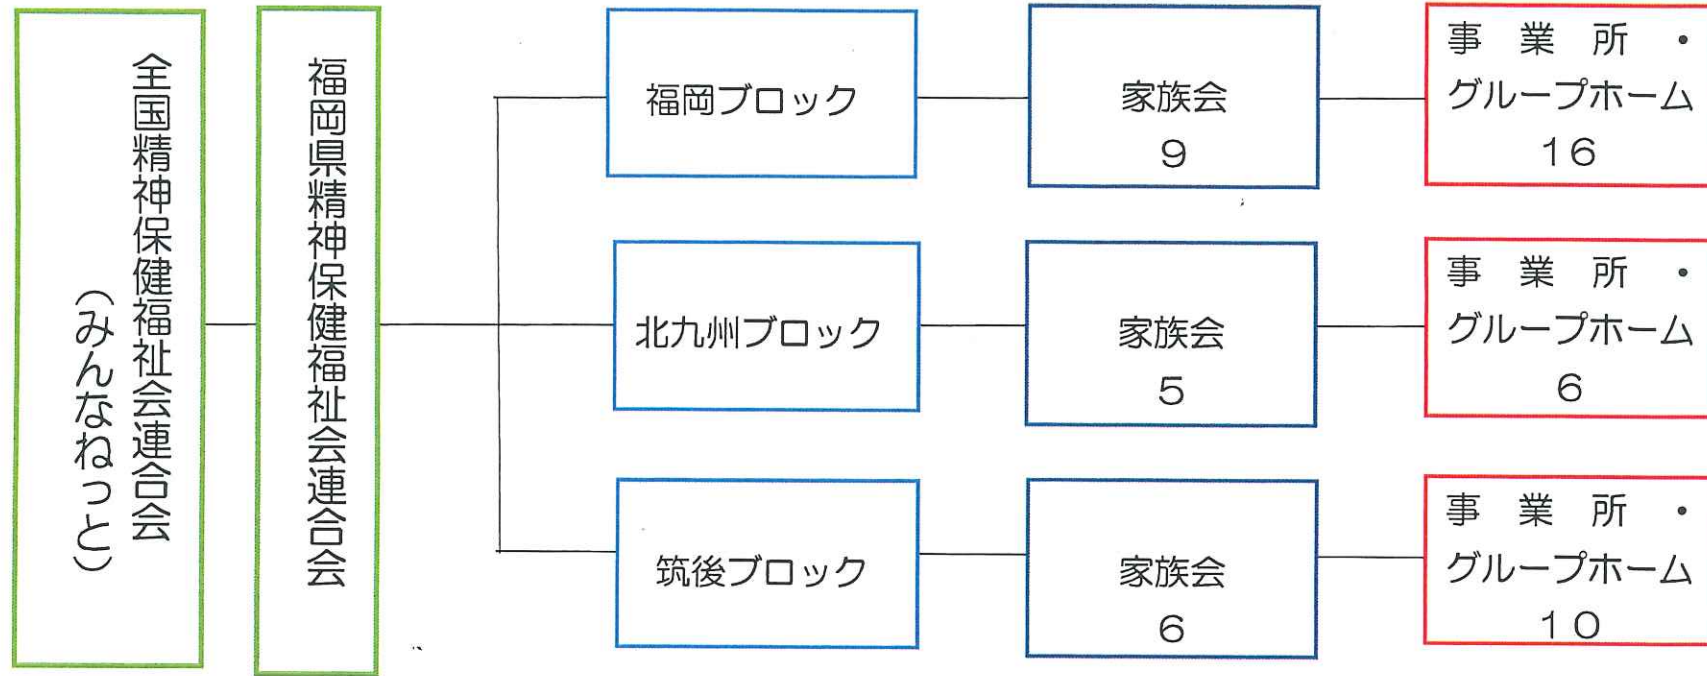 全国精神保健福祉会連合会
（みんなねっと）
福岡県精神保健福祉会連合会
福岡ブロック
家族会
9
事業所・
グループホーム
16
北九州ブロック
家族会
5
事業所・
グループホーム
6
筑後ブロック
家族会
6
事業所・
グループホーム
10